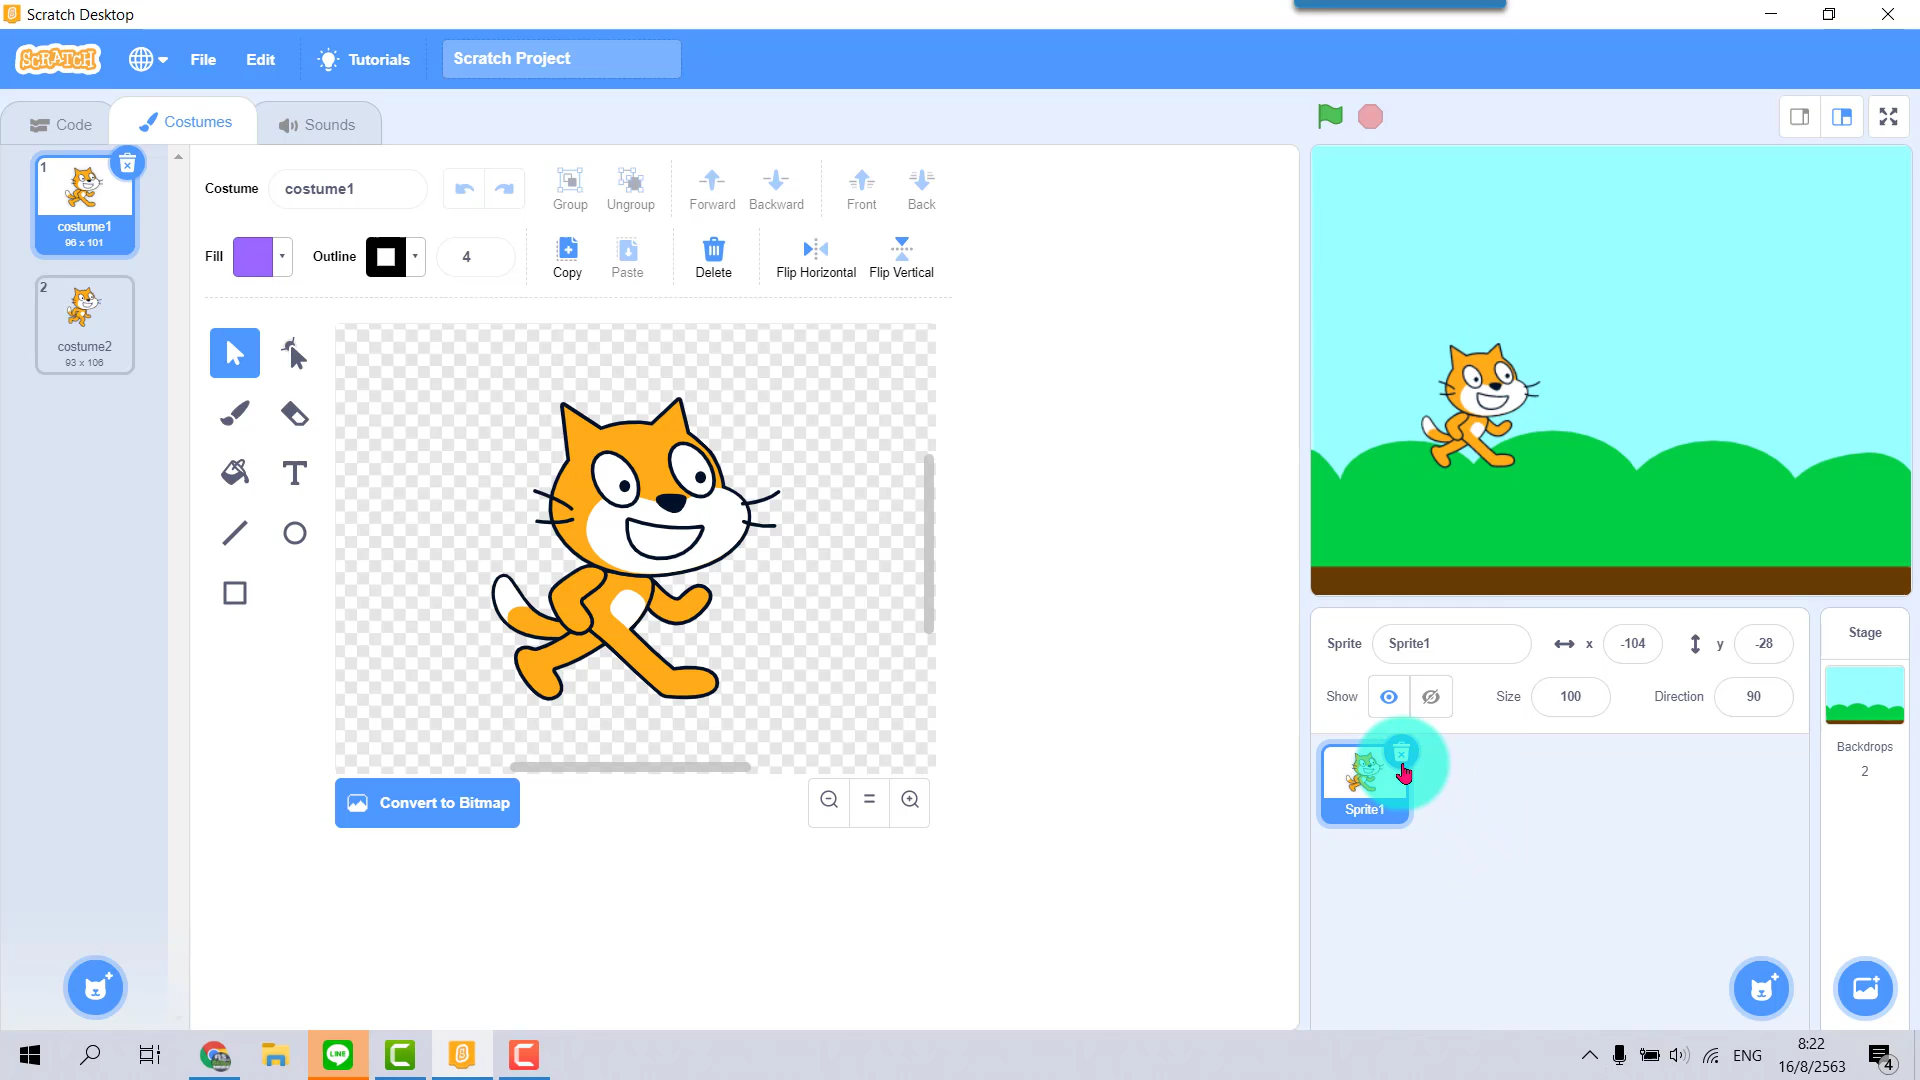 Scratch Desktop
SCRATCH
File
Edit
Tutorials
Scratch Project
Code
Costumes
Sounds
1
costume1
96 x 101
2
costume2
93 x 106
Costume
costume1
Group
Ungroup
Forward
Backward
Front
Back
Fill
Outline
4
Copy
Paste
Delete
Flip Horizontal
Flip Vertical
T
Convert to Bitmap
Sprite
Sprite1
x
-104
y
-28
Show
Size
100
Direction
90
Sprite1
Stage
Backdrops
2
LINE
ENG
8:22
16/8/2563
4